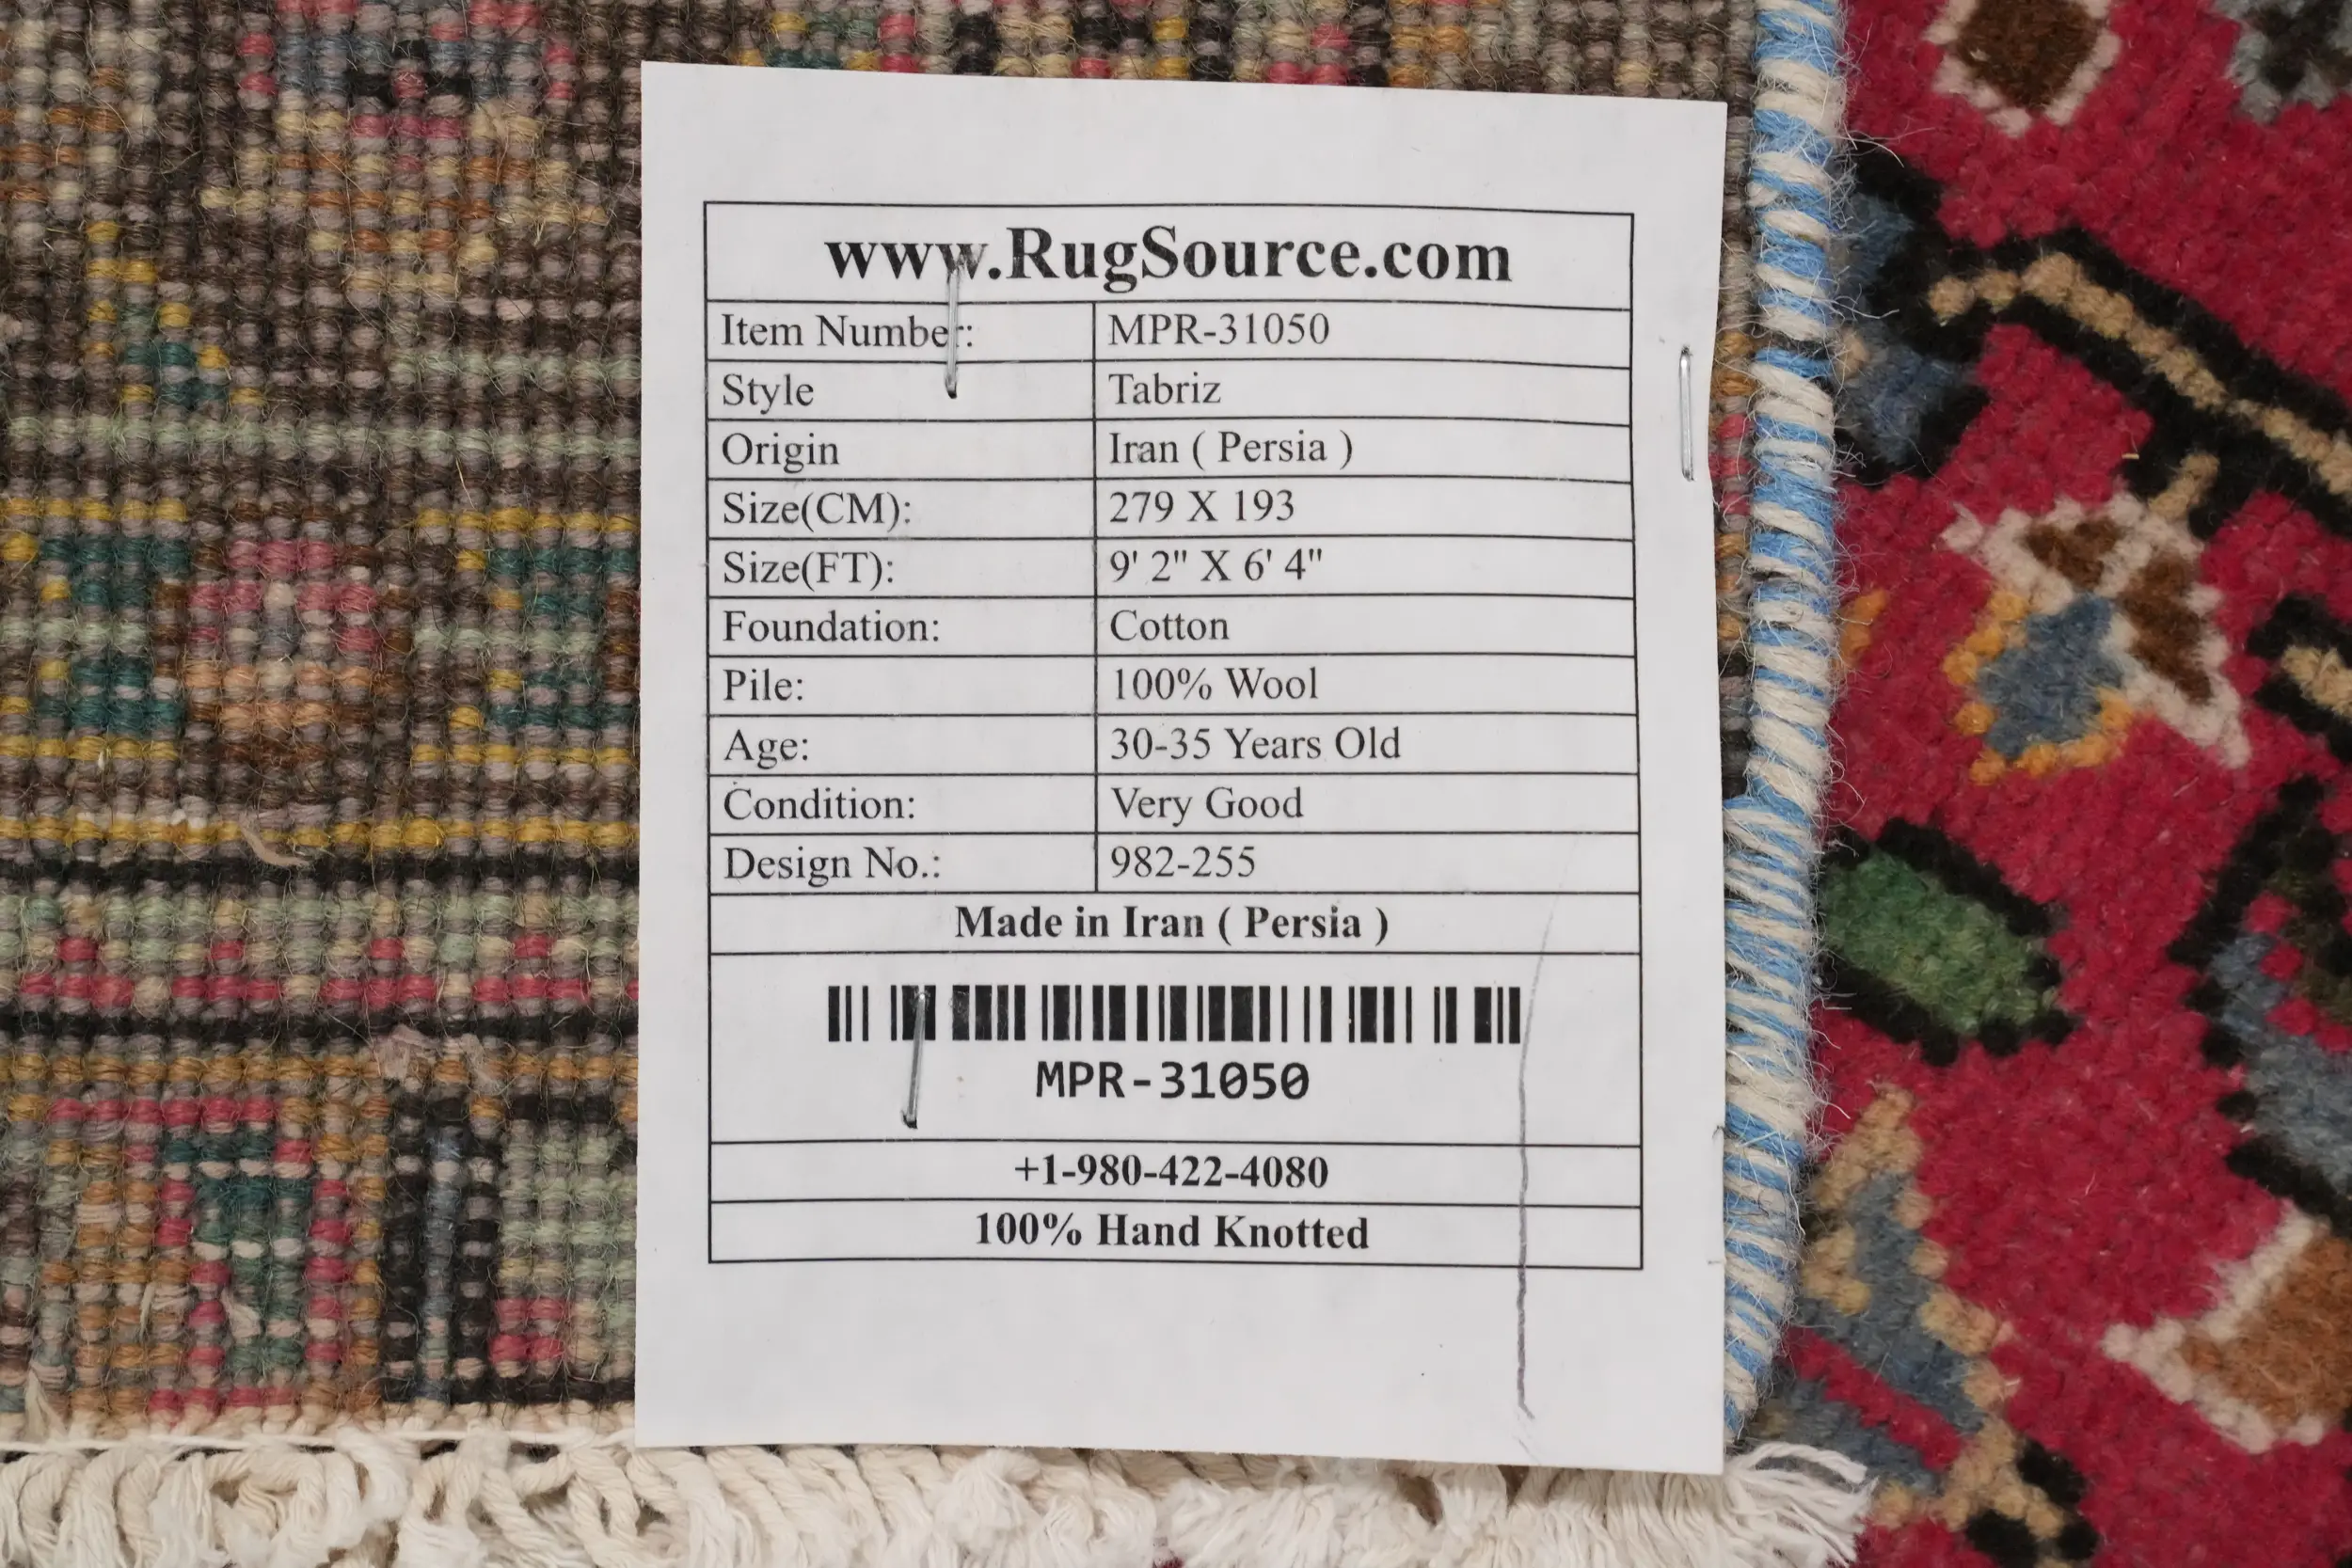 www.RugSource.com
Item Number: MPR-31050
Style Tabriz
Origin Iran ( Persia )
Size(CM): 279 X 193
Size(FT): 9' 2" X 6' 4"
Foundation: Cotton
Pile: 100% Wool
Age: 30-35 Years Old
Condition: Very Good
Design No.: 982-255
Made in Iran ( Persia )
MPR-31050
+1-980-422-4080
100% Hand Knotted